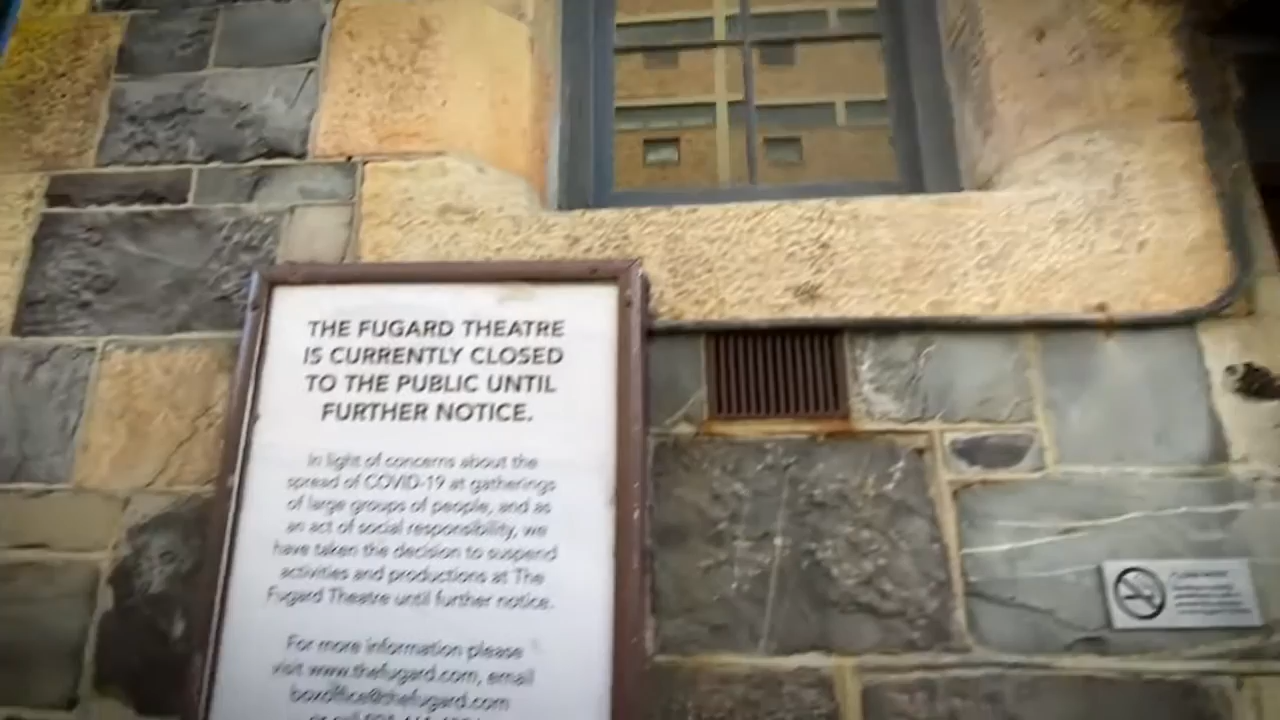 THE FUGARD THEATRE
IS CURRENTLY CLOSED
TO THE PUBLIC UNTIL
FURTHER NOTICE.
In light of concerns about the
spread of COVID-19 at gatherings
of large groups of people, and as
an act of social responsibility, we
have taken the decision to suspend
activities and productions at The
Fugard Theatre until further notice.
For more information please
visit www.thefugard.com, email
boxoffice@thefugard.com
or call